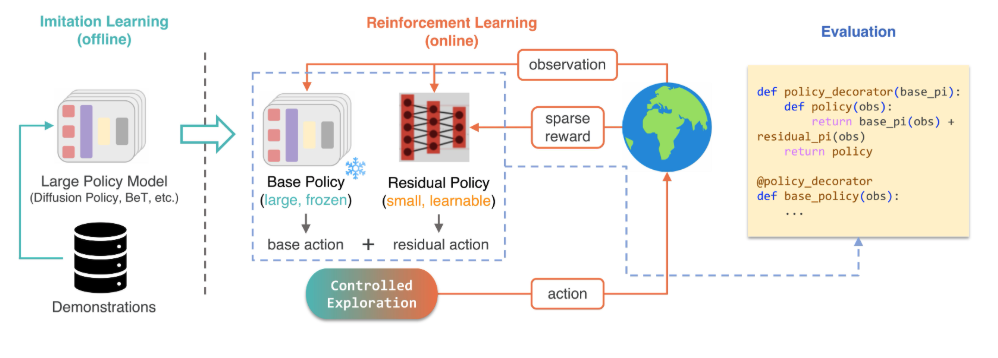 Imitation Learning
(offline)
Large Policy Model
(Diffusion Policy, BeT, etc.)
Demonstrations
Reinforcement Learning
(online)
observation
sparse
reward
Base Policy
(large, frozen)
Residual Policy
(small, learnable)
base action + residual action
Controlled
Exploration
action
Evaluation
def policy_decorator(base_pi):
    def policy(obs):
        return base_pi(obs) +
residual_pi(obs)
    return policy
@policy_decorator
def base_policy(obs):
    ...